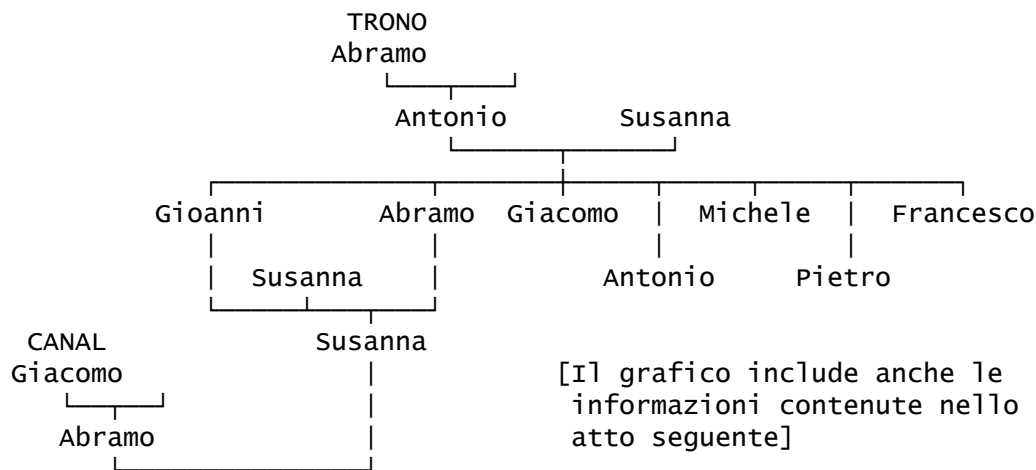 TRONO
Abramo
Antonio Susanna
Gioanni Abramo Giacomo Michele Francesco
Susanna Antonio Pietro
CANAL Susanna
Giacomo [Il grafico include anche le
informazioni contenute nello
Abramo atto seguente]